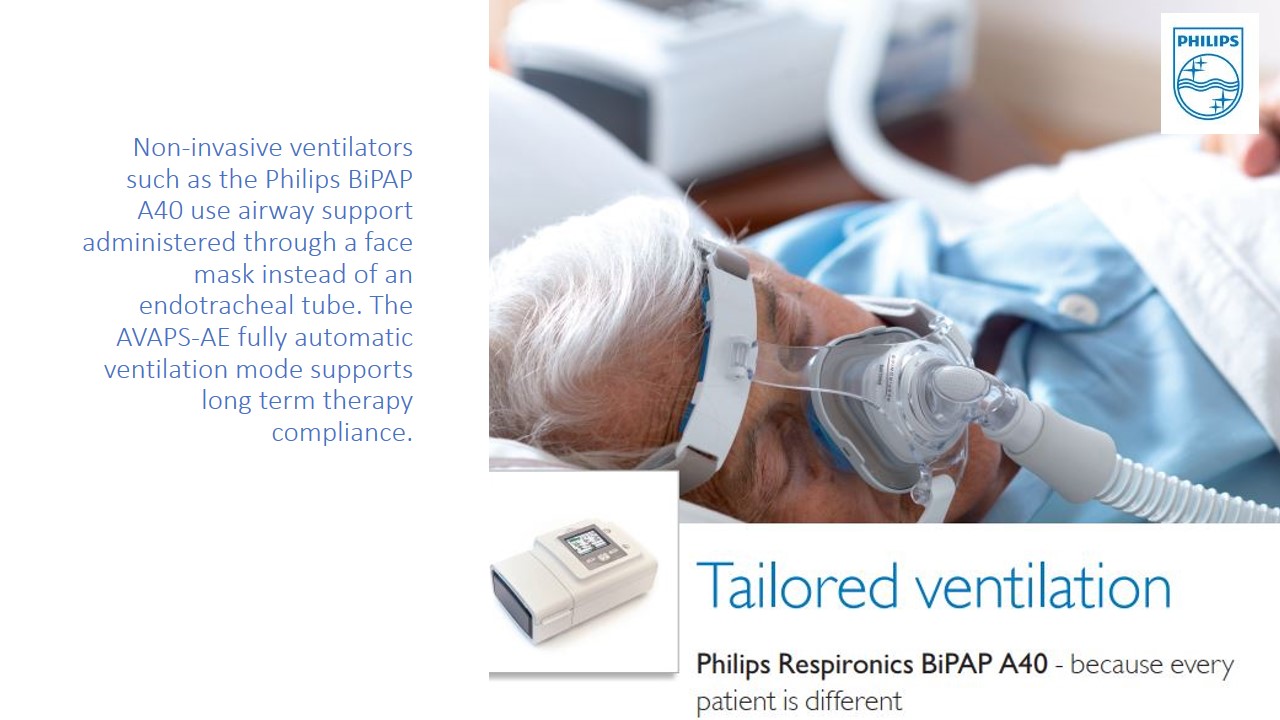 Non-invasive ventilators
such as the Philips BiPAP
A40 use airway support
administered through a face
mask instead of an
endotracheal tube. The
AVAPS-AE fully automatic
ventilation mode supports
long term therapy
compliance.
PHILIPS
Tailored ventilation
Philips Respironics BiPAP A40 - because every
patient is different